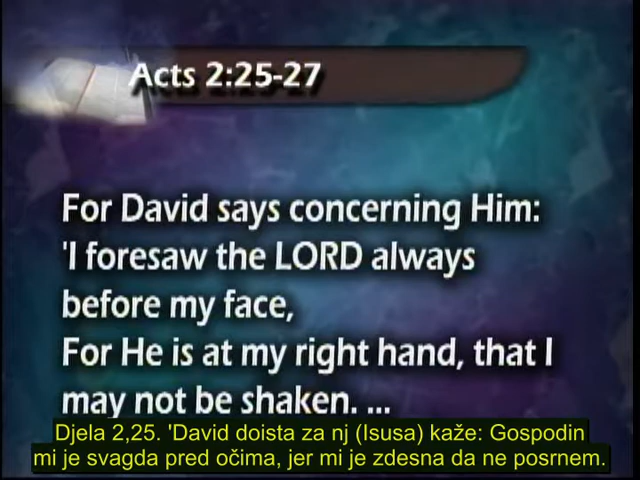 Acts 2:25-27
For David says concerning Him:
'I foresaw the LORD always
before my face,
For He is at my right hand, that I
may not be shaken. ...
Djela 2,25. 'David doista za nj (Isusa) kaže: Gospodin
mi je svagda pred očima, jer mi je zdesna da ne posrnem.